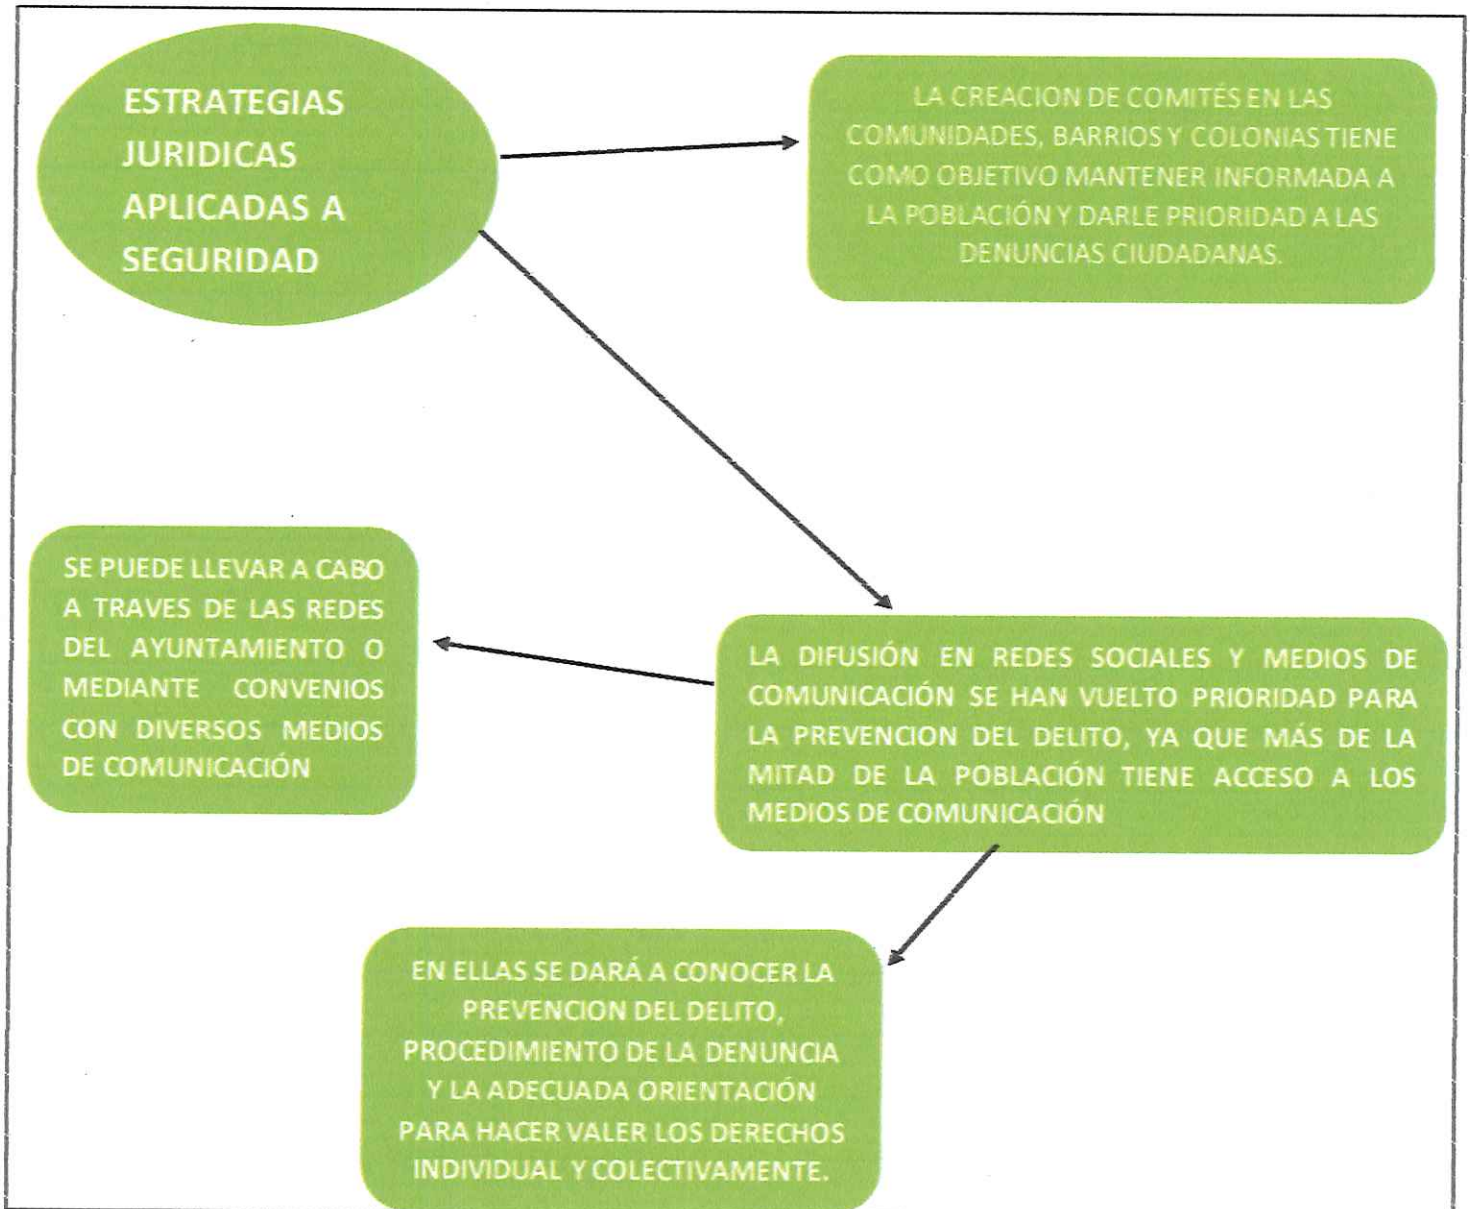 ESTRATEGIAS
JURIDICAS
APLICADAS A
SEGURIDAD
LA CREACION DE COMITÉS EN LAS
COMUNIDADES, BARRIOS Y COLONIAS TIENE
COMO OBJETIVO MANTENER INFORMADA A
LA POBLACIÓN Y DARLE PRIORIDAD A LAS
DENUNCIAS CIUDADANAS.
SE PUEDE LLEVAR A CABO
A TRAVES DE LAS REDES
DEL AYUNTAMIENTO O
MEDIANTE CONVENIOS
CON DIVERSOS MEDIOS
DE COMUNICACIÓN
LA DIFUSIÓN EN REDES SOCIALES Y MEDIOS DE
COMUNICACIÓN SE HAN VUELTO PRIORIDAD PARA
LA PREVENCION DEL DELITO, YA QUE MÁS DE LA
MITAD DE LA POBLACIÓN TIENE ACCESO A LOS
MEDIOS DE COMUNICACIÓN
EN ELLAS SE DARÁ A CONOCER LA
PREVENCION DEL DELITO,
PROCEDIMIENTO DE LA DENUNCIA
Y LA ADECUADA ORIENTACIÓN
PARA HACER VALER LOS DERECHOS
INDIVIDUAL Y COLECTIVAMENTE.